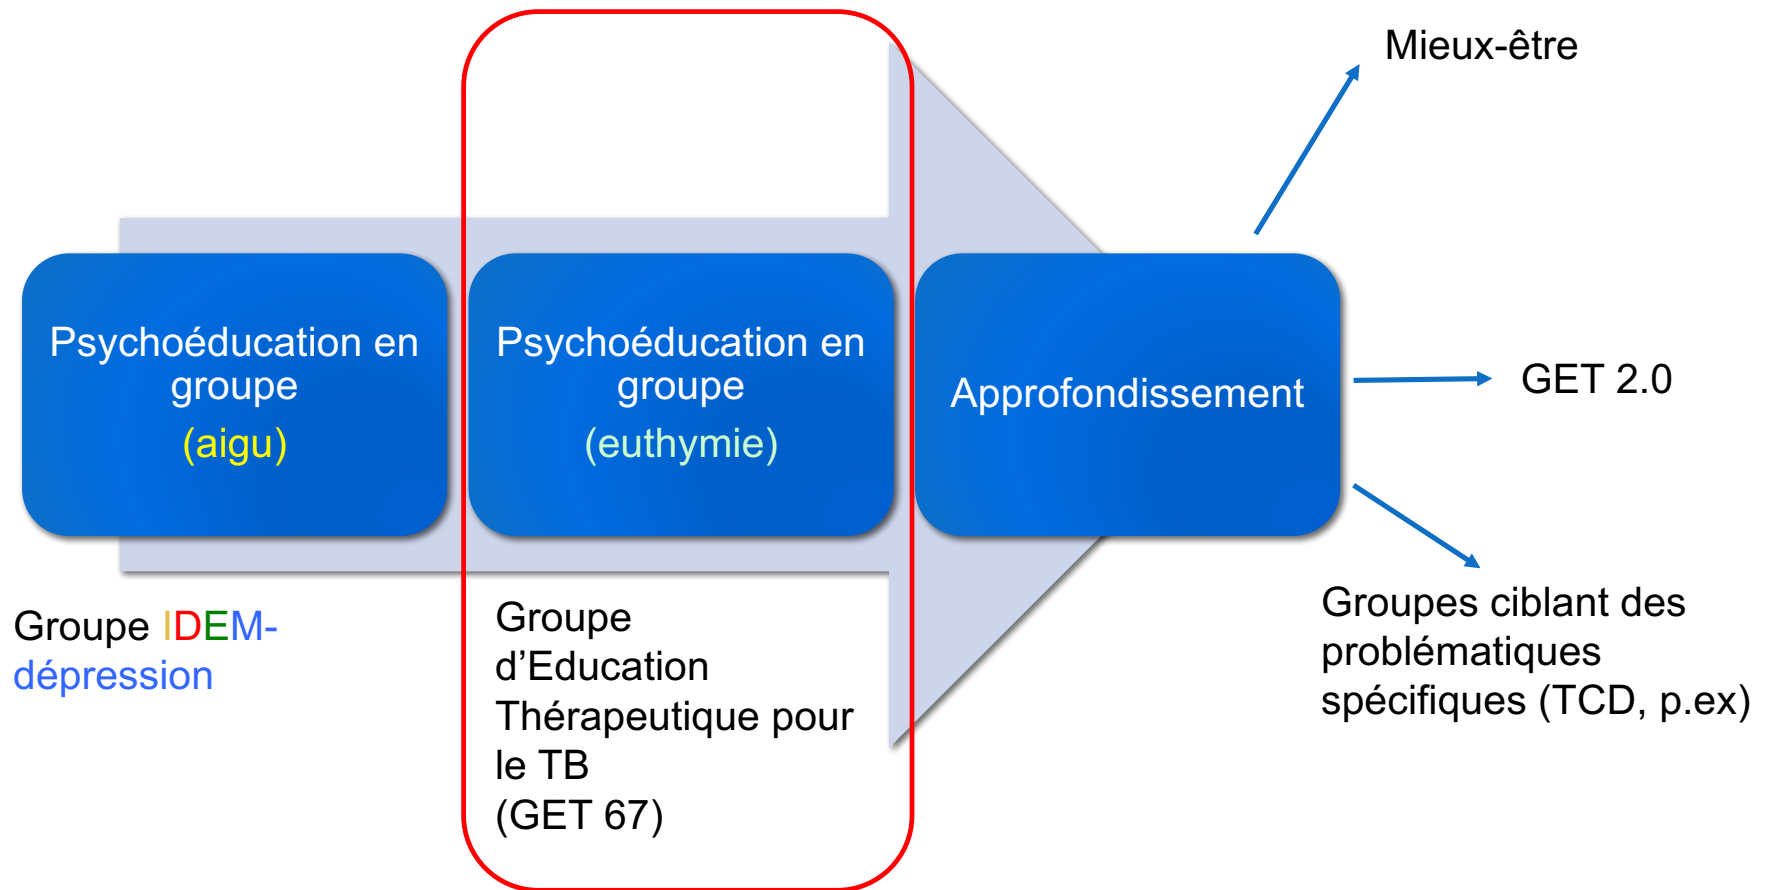 Psychoéducation en
groupe
(aigu)
Groupe IDEM-
dépression
Psychoéducation en
groupe
(euthymie)
Groupe
d’Education
Thérapeutique pour
le TB
(GET 67)
Approfondissement
Mieux-être
GET 2.0
Groupes ciblant des
problématiques
spécifiques (TCD, p.ex)